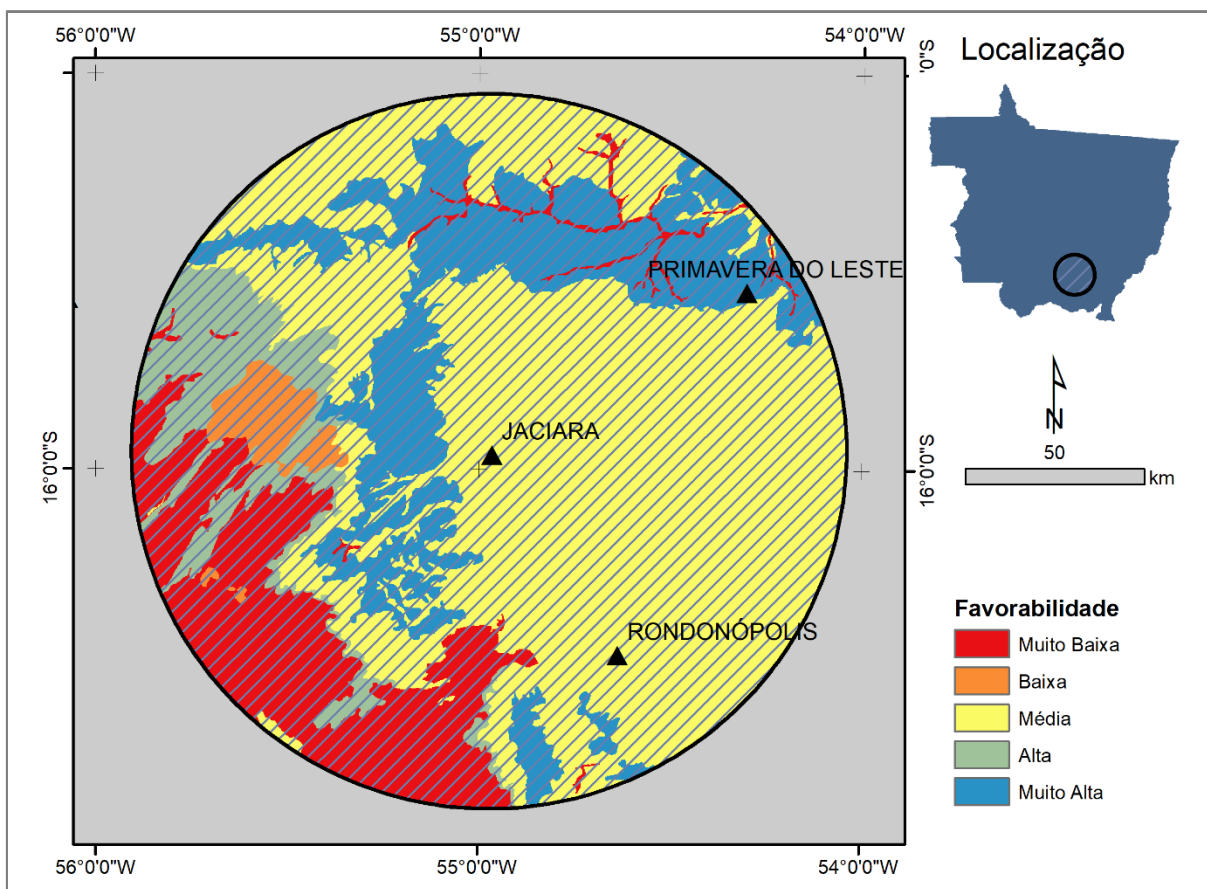 56°0'0"W
55°0'0"W
54°0'0"W
'0"S
Localização
PRIMAVERA DO LESTE
JACIARA
16°0'0"S
16°0'0"S
N
50
km
RONDONÓPOLIS
Favorabilidade
Muito Baixa
Baixa
Média
Alta
Muito Alta
56°0'0"W
55°0'0"W
54°0'0"W